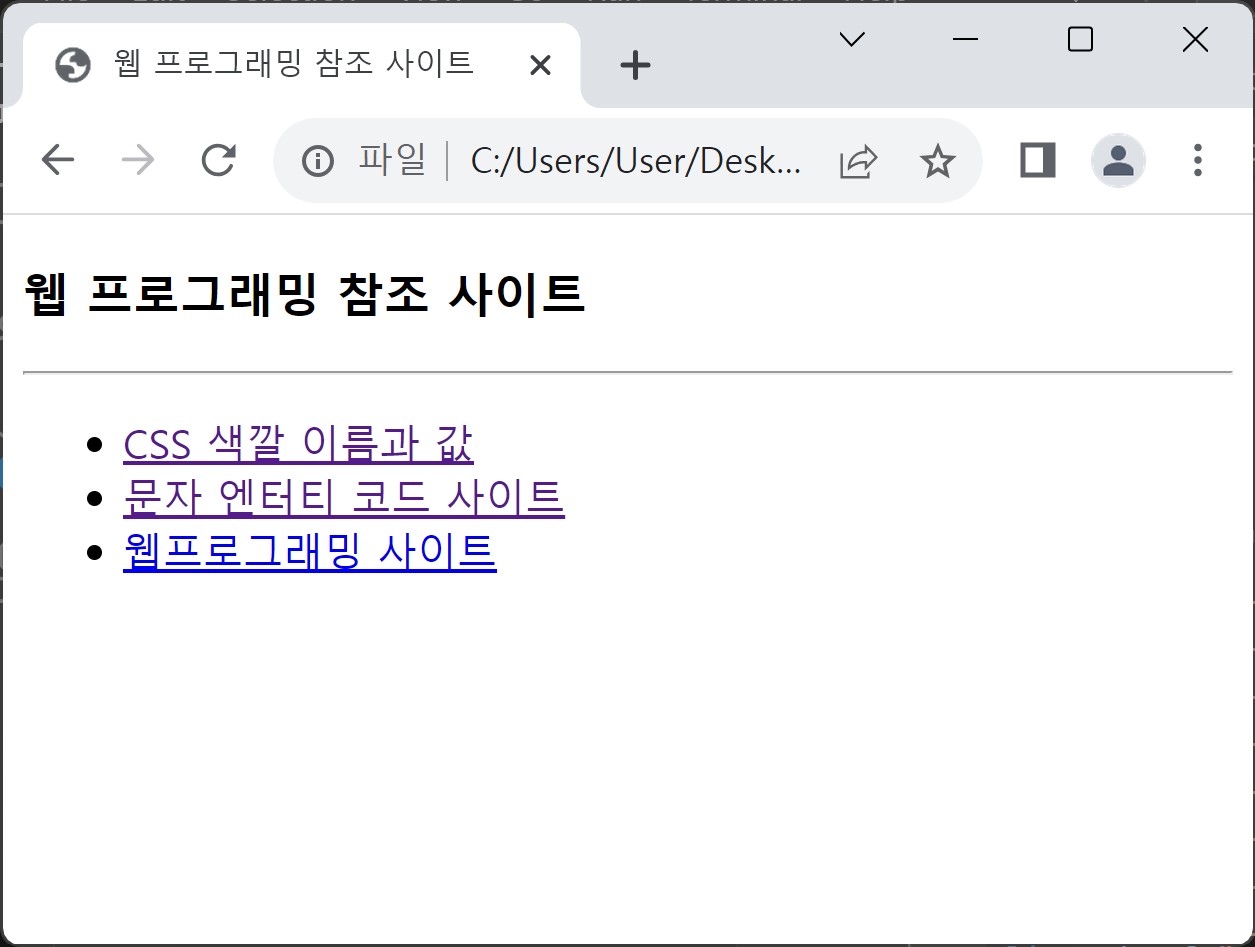 웹 프로그래밍 참조 사이트
파일 C:/Users/User/Desk...
웹 프로그래밍 참조 사이트
CSS 색깔 이름과 값
문자 엔터티 코드 사이트
웹프로그래밍 사이트